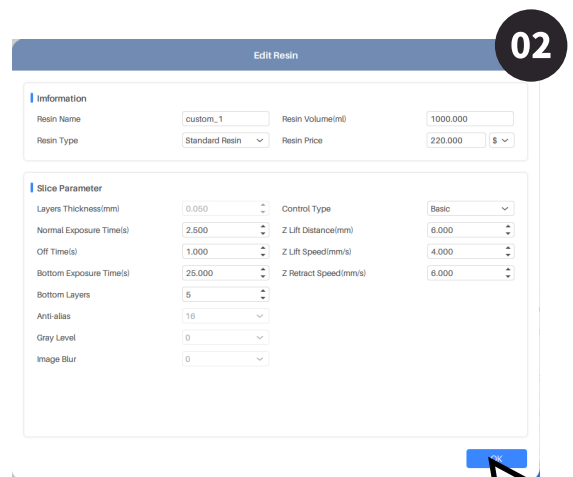 02
Edit Resin
Imformation
Resin Name custom_1 Resin Volume(ml) 1000.000
Resin Type Standard Resin Resin Price 220.000 $
Slice Parameter
Layers Thickness(mm) 0.050 Control Type Basic
Normal Exposure Time(s) 2.500 Z Lift Distance(mm) 6.000
Off Time(s) 1.000 Z Lift Speed(mm/s) 4.000
Bottom Exposure Time(s) 25.000 Z Retract Speed(mm/s) 6.000
Bottom Layers 5
Anti-alias 16
Gray Level 0
Image Blur 0
OK